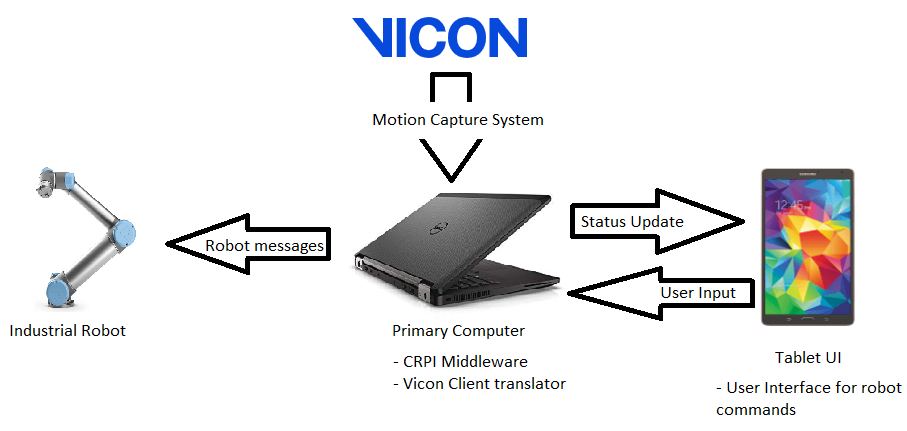 VICON
Motion Capture System
Robot messages
Status Update
User Input
12:45
Industrial Robot
Primary Computer
- CRPI Middleware
- Vicon Client translator
Tablet UI
- User Interface for robot
commands